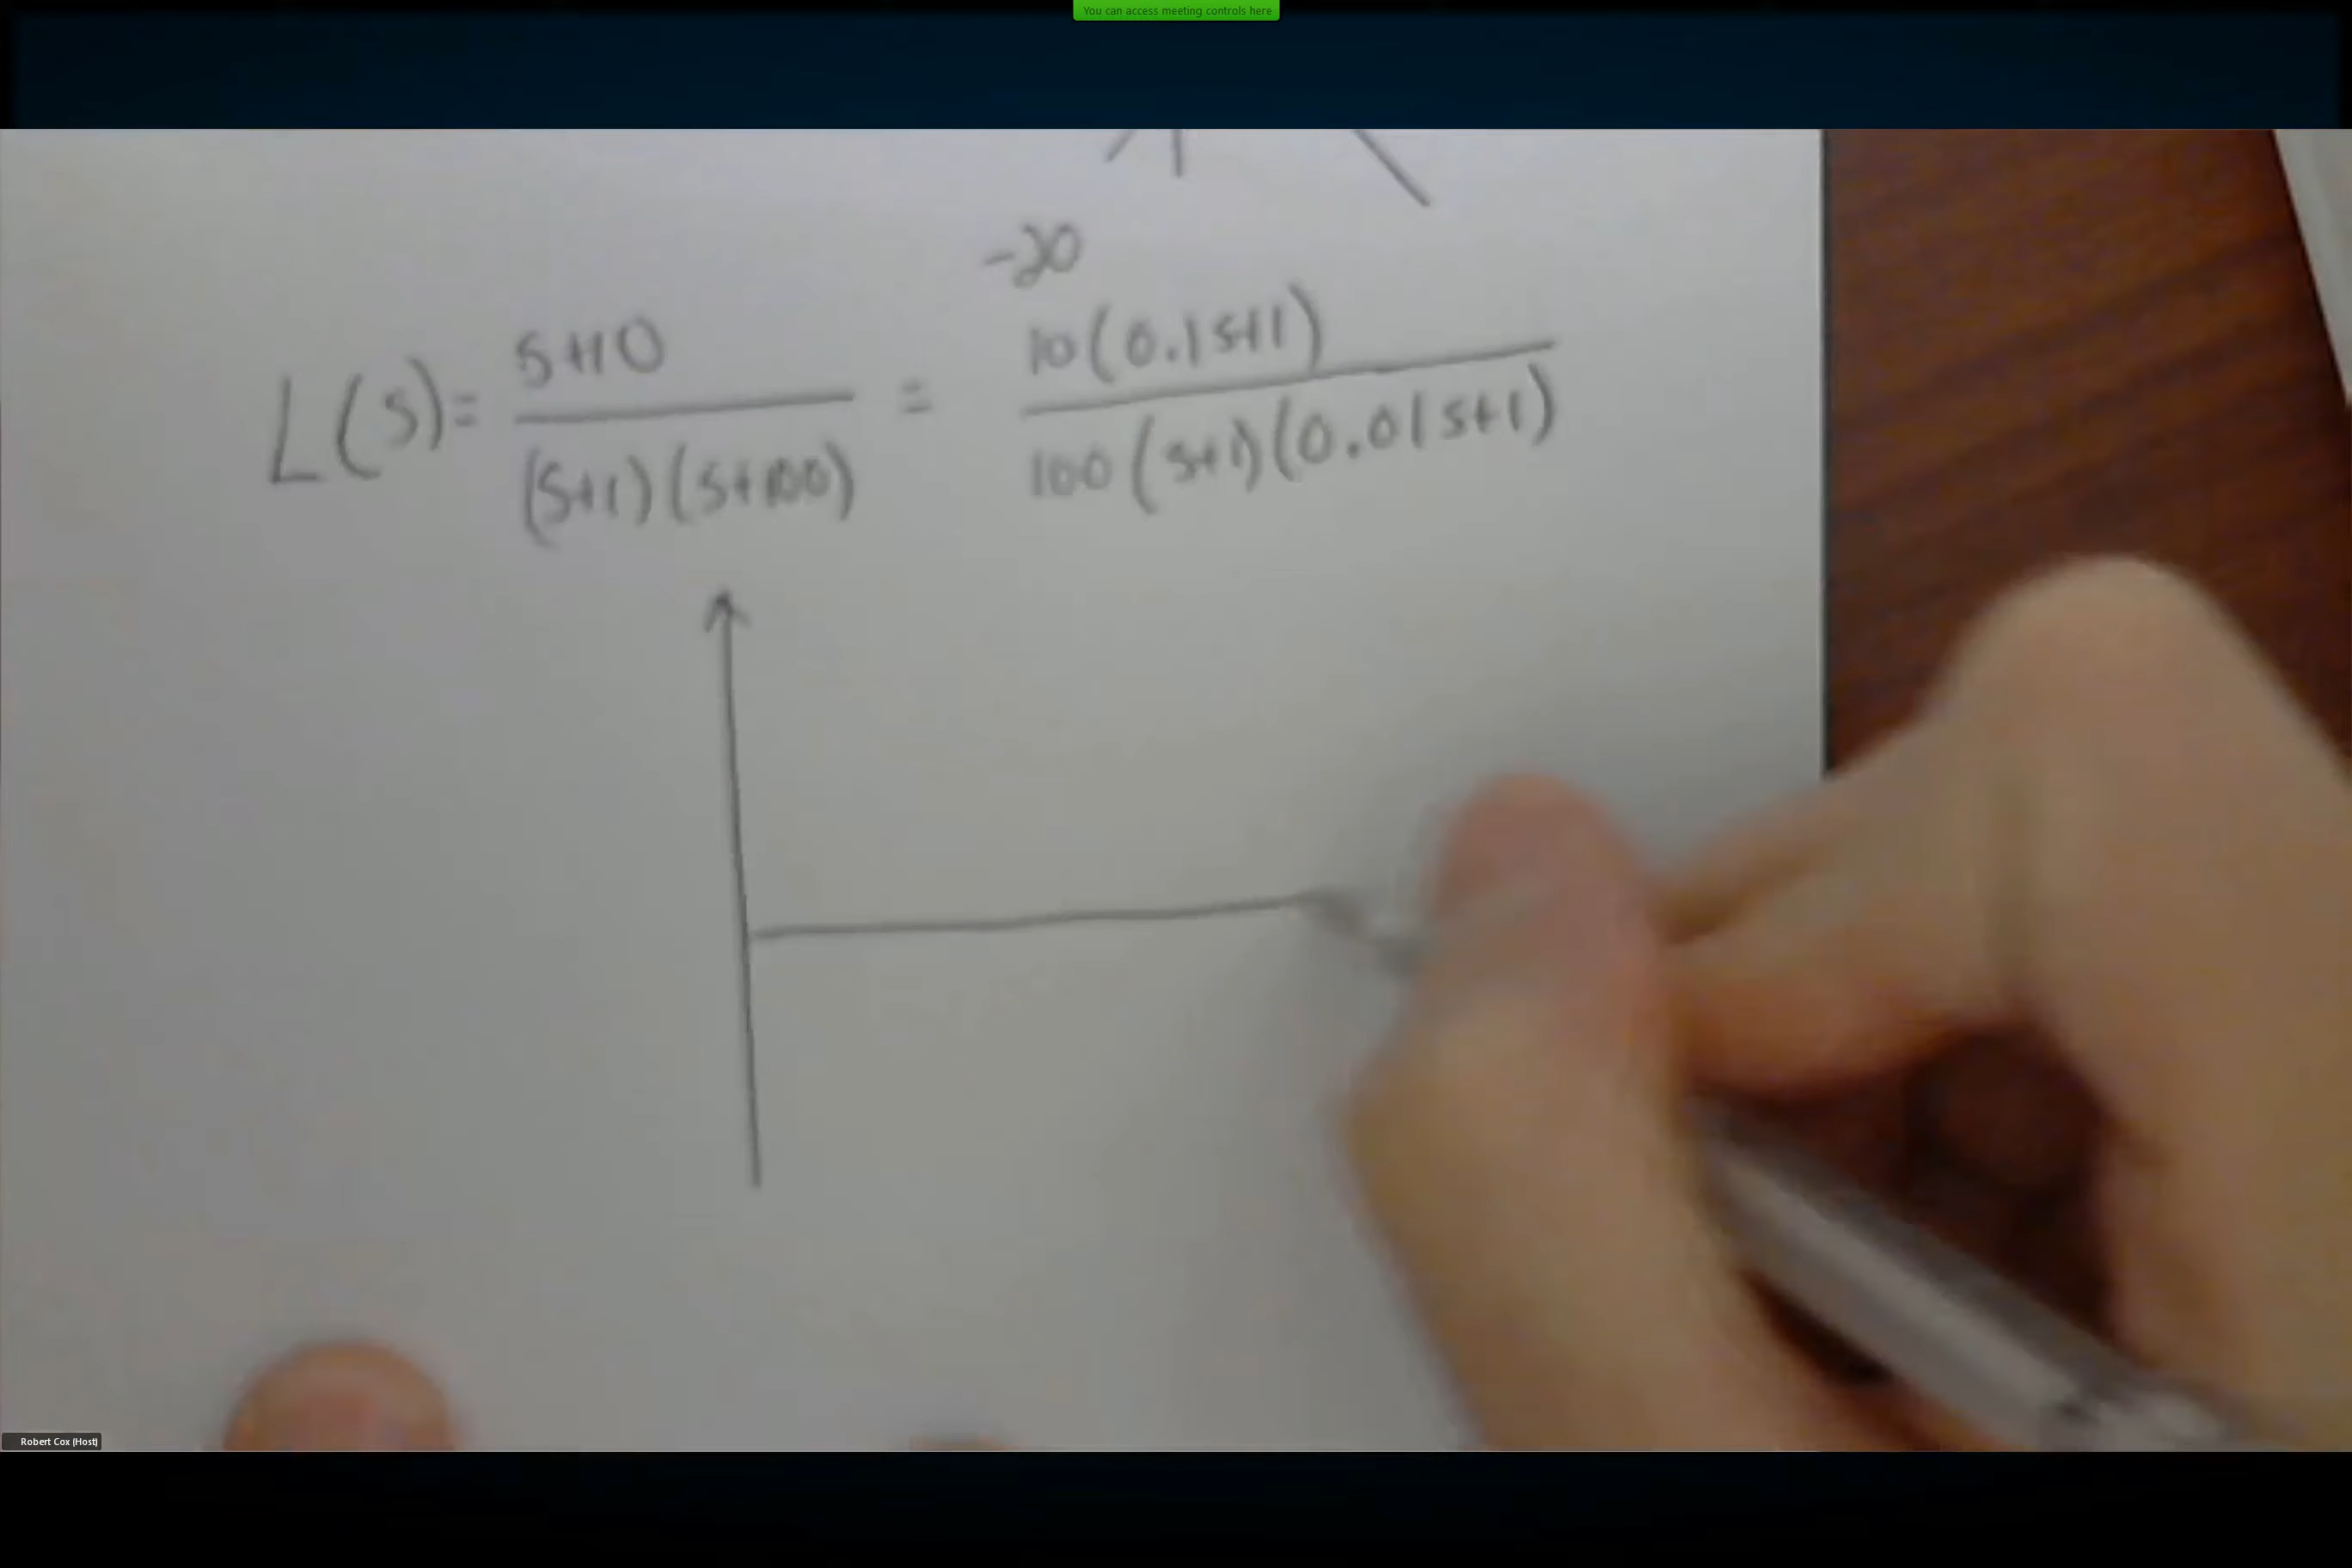 You can access meeting controls here
-20
L(s)= s+10 / (s+1)(s+100) = 10(0.1s+1) / 100(s+1)(0.01s+1)
Robert Cox (Host)